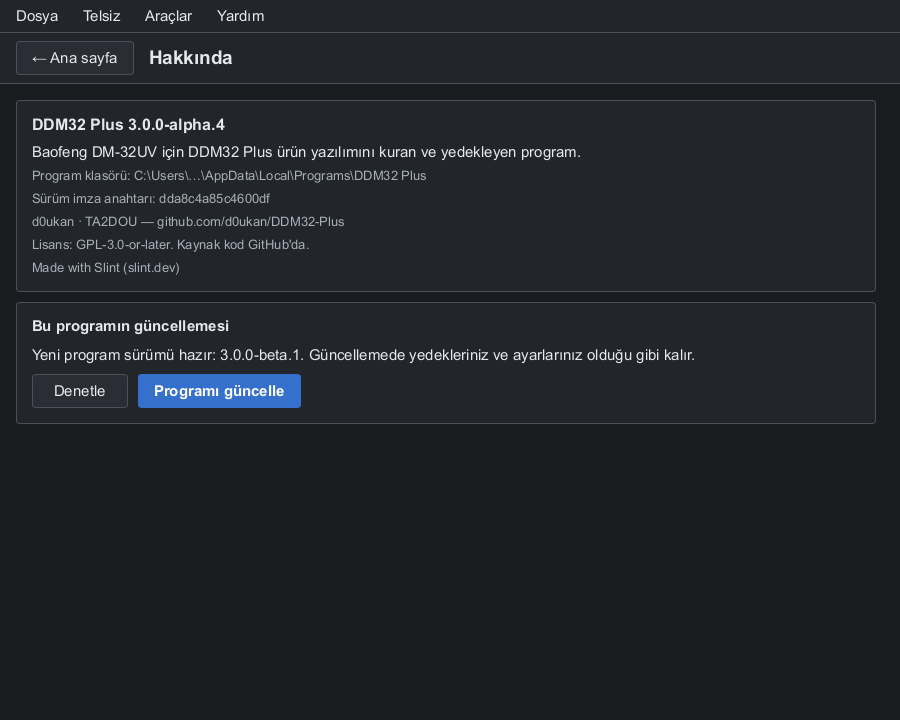 Dosya Telsiz Araçlar Yardım
← Ana sayfa Hakkında
DDM32 Plus 3.0.0-alpha.4
Baofeng DM-32UV için DDM32 Plus ürün yazılımını kuran ve yedekleyen program.
Program klasörü: C:\Users\...\AppData\Local\Programs\DDM32 Plus
Sürüm imza anahtarı: dda8c4a85c4600df
d0ukan · TA2DOU — github.com/d0ukan/DDM32-Plus
Lisans: GPL-3.0-or-later. Kaynak kod GitHub'da.
Made with Slint (slint.dev)
Bu programın güncellemesi
Yeni program sürümü hazır: 3.0.0-beta.1. Güncellemede yedekleriniz ve ayarlarınız olduğu gibi kalır.
Denetle Programı güncelle